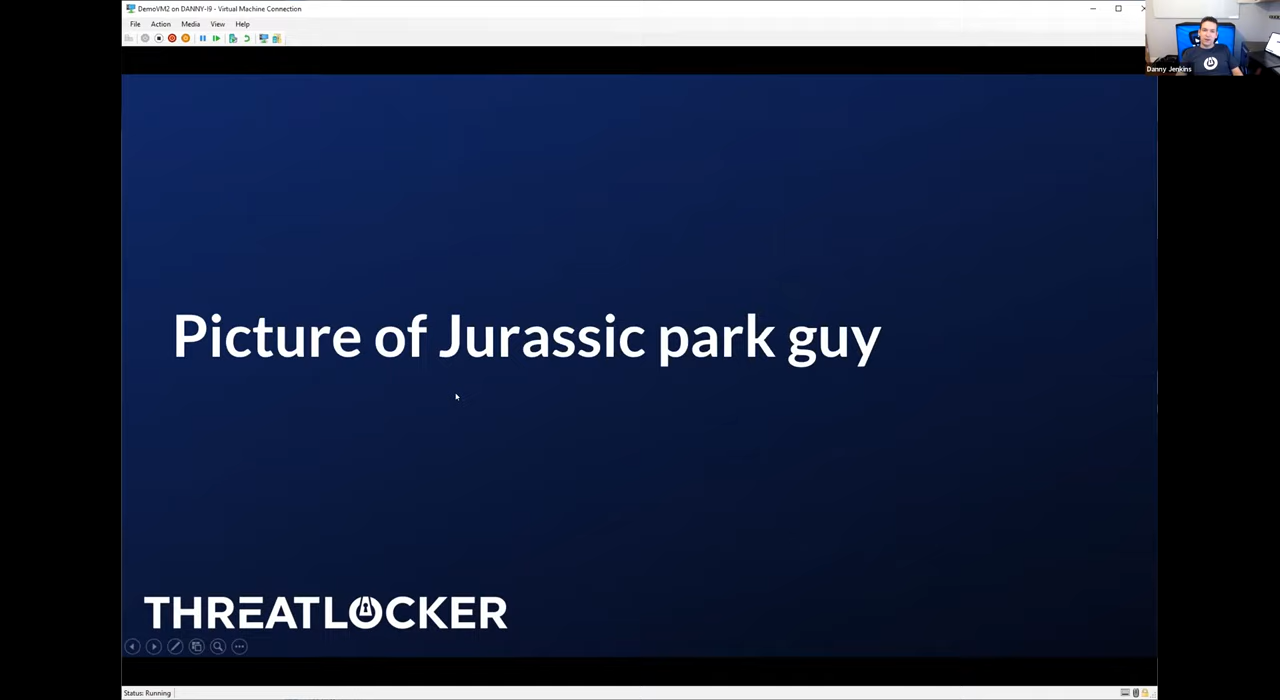 DemoVM2 on DANNY-I9 - Virtual Machine Connection
File Action Media View Help
Danny Jenkins
Picture of Jurassic park guy
THREATLOCKER
Status: Running